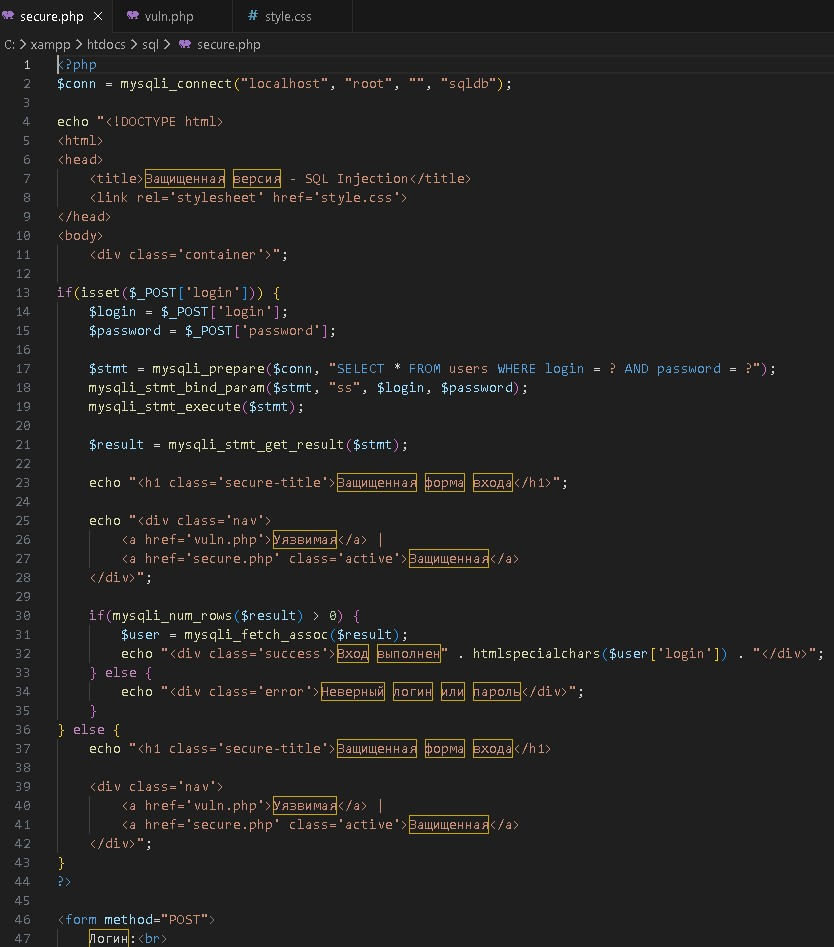 secure.php ×
vuln.php
# style.css
C: > xampp > htdocs > sql > secure.php
1 <?php
2 $conn = mysqli_connect("localhost", "root", "", "sqldb");
3
4 echo "<!DOCTYPE html>
5 <html>
6 <head>
7     <title>Защищенная версия - SQL Injection</title>
8     <link rel='stylesheet' href='style.css'>
9 </head>
10 <body>
11     <div class='container'>";
12
13 if(isset($_POST['login'])) {
14     $login = $_POST['login'];
15     $password = $_POST['password'];
16
17     $stmt = mysqli_prepare($conn, "SELECT * FROM users WHERE login = ? AND password = ?");
18     mysqli_stmt_bind_param($stmt, "ss", $login, $password);
19     mysqli_stmt_execute($stmt);
20
21     $result = mysqli_stmt_get_result($stmt);
22
23     echo "<h1 class='secure-title'>Защищенная форма входа</h1>";
24
25     echo "<div class='nav'>
26         <a href='vuln.php'>Уязвимая</a> |
27         <a href='secure.php' class='active'>Защищенная</a>
28     </div>";
29
30     if(mysqli_num_rows($result) > 0) {
31         $user = mysqli_fetch_assoc($result);
32         echo "<div class='success'>Вход выполнен" . htmlspecialchars($user['login']) . "</div>";
33     } else {
34         echo "<div class='error'>Неверный логин или пароль</div>";
35     }
36 } else {
37     echo "<h1 class='secure-title'>Защищенная форма входа</h1>
38
39     <div class='nav'>
40         <a href='vuln.php'>Уязвимая</a> |
41         <a href='secure.php' class='active'>Защищенная</a>
42     </div>";
43 }
44 ?>
45
46 <form method="POST">
47     Логин:<br>